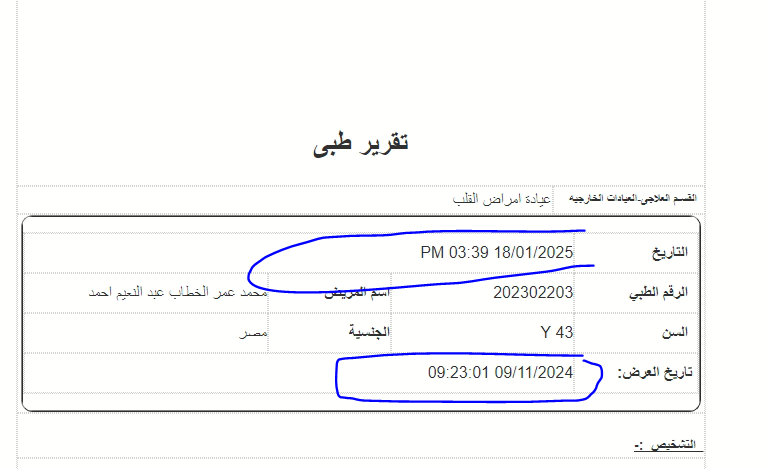 تقرير طبى
القسم العلاجى-العيادات الخارجيه عيادة امراض القلب
التاريخ 18/01/2025 03:39 PM
الرقم الطبي 202302203 اسم المريض محمد عمر الخطاب عبد النعيم احمد
السن 43 Y الجنسية مصر
تاريخ العرض: 09/11/2024 09:23:01
التشخيص :-